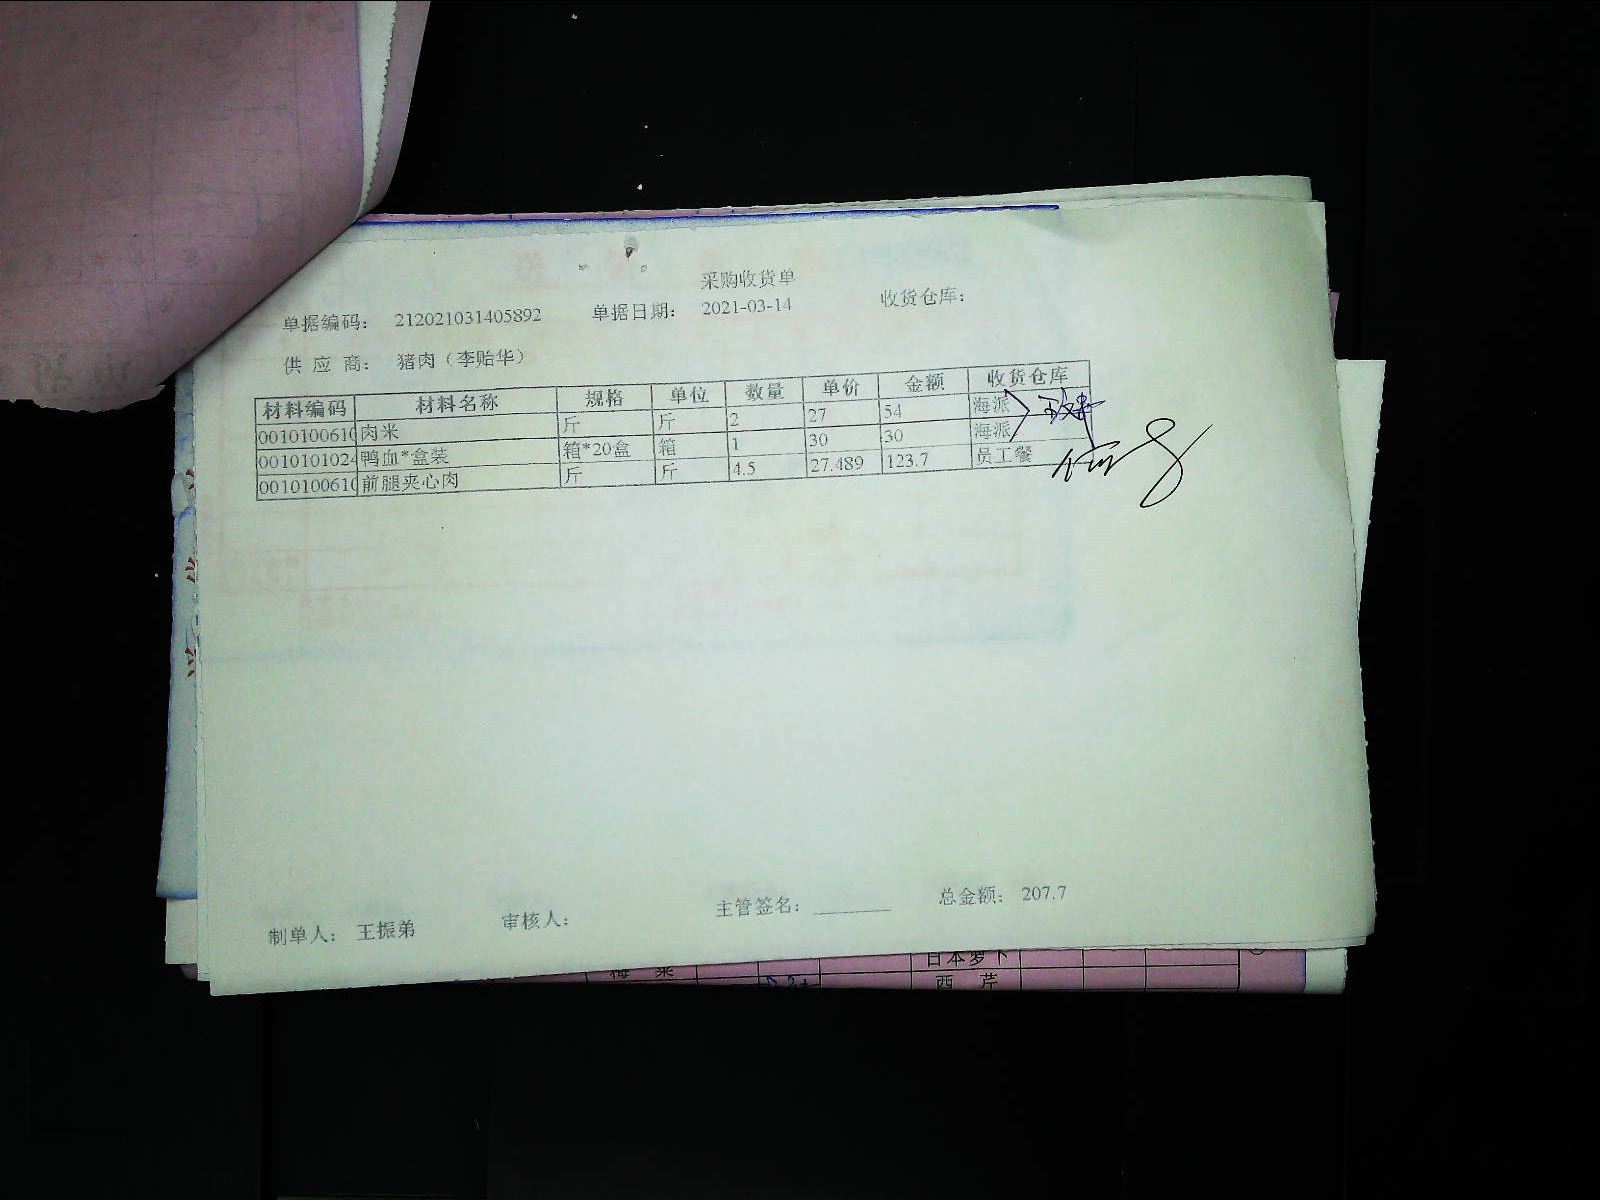 采购收货单
单据编码： 212021031405892 单据日期： 2021-03-14 收货仓库：
供 应 商： 猪肉（李贻华）
材料编码 材料名称 规格 单位 数量 单价 金额 收货仓库
0010100610 肉米 斤 斤 2 27 54 海派
0010101024 鸭血*盒装 箱*20盒 箱 1 30 30 海派
0010100610 前腿夹心肉 斤 斤 4.5 27.489 123.7 员工餐
制单人： 王振弟 审核人： 主管签名： 总金额： 207.7
日本萝卜
西 芹